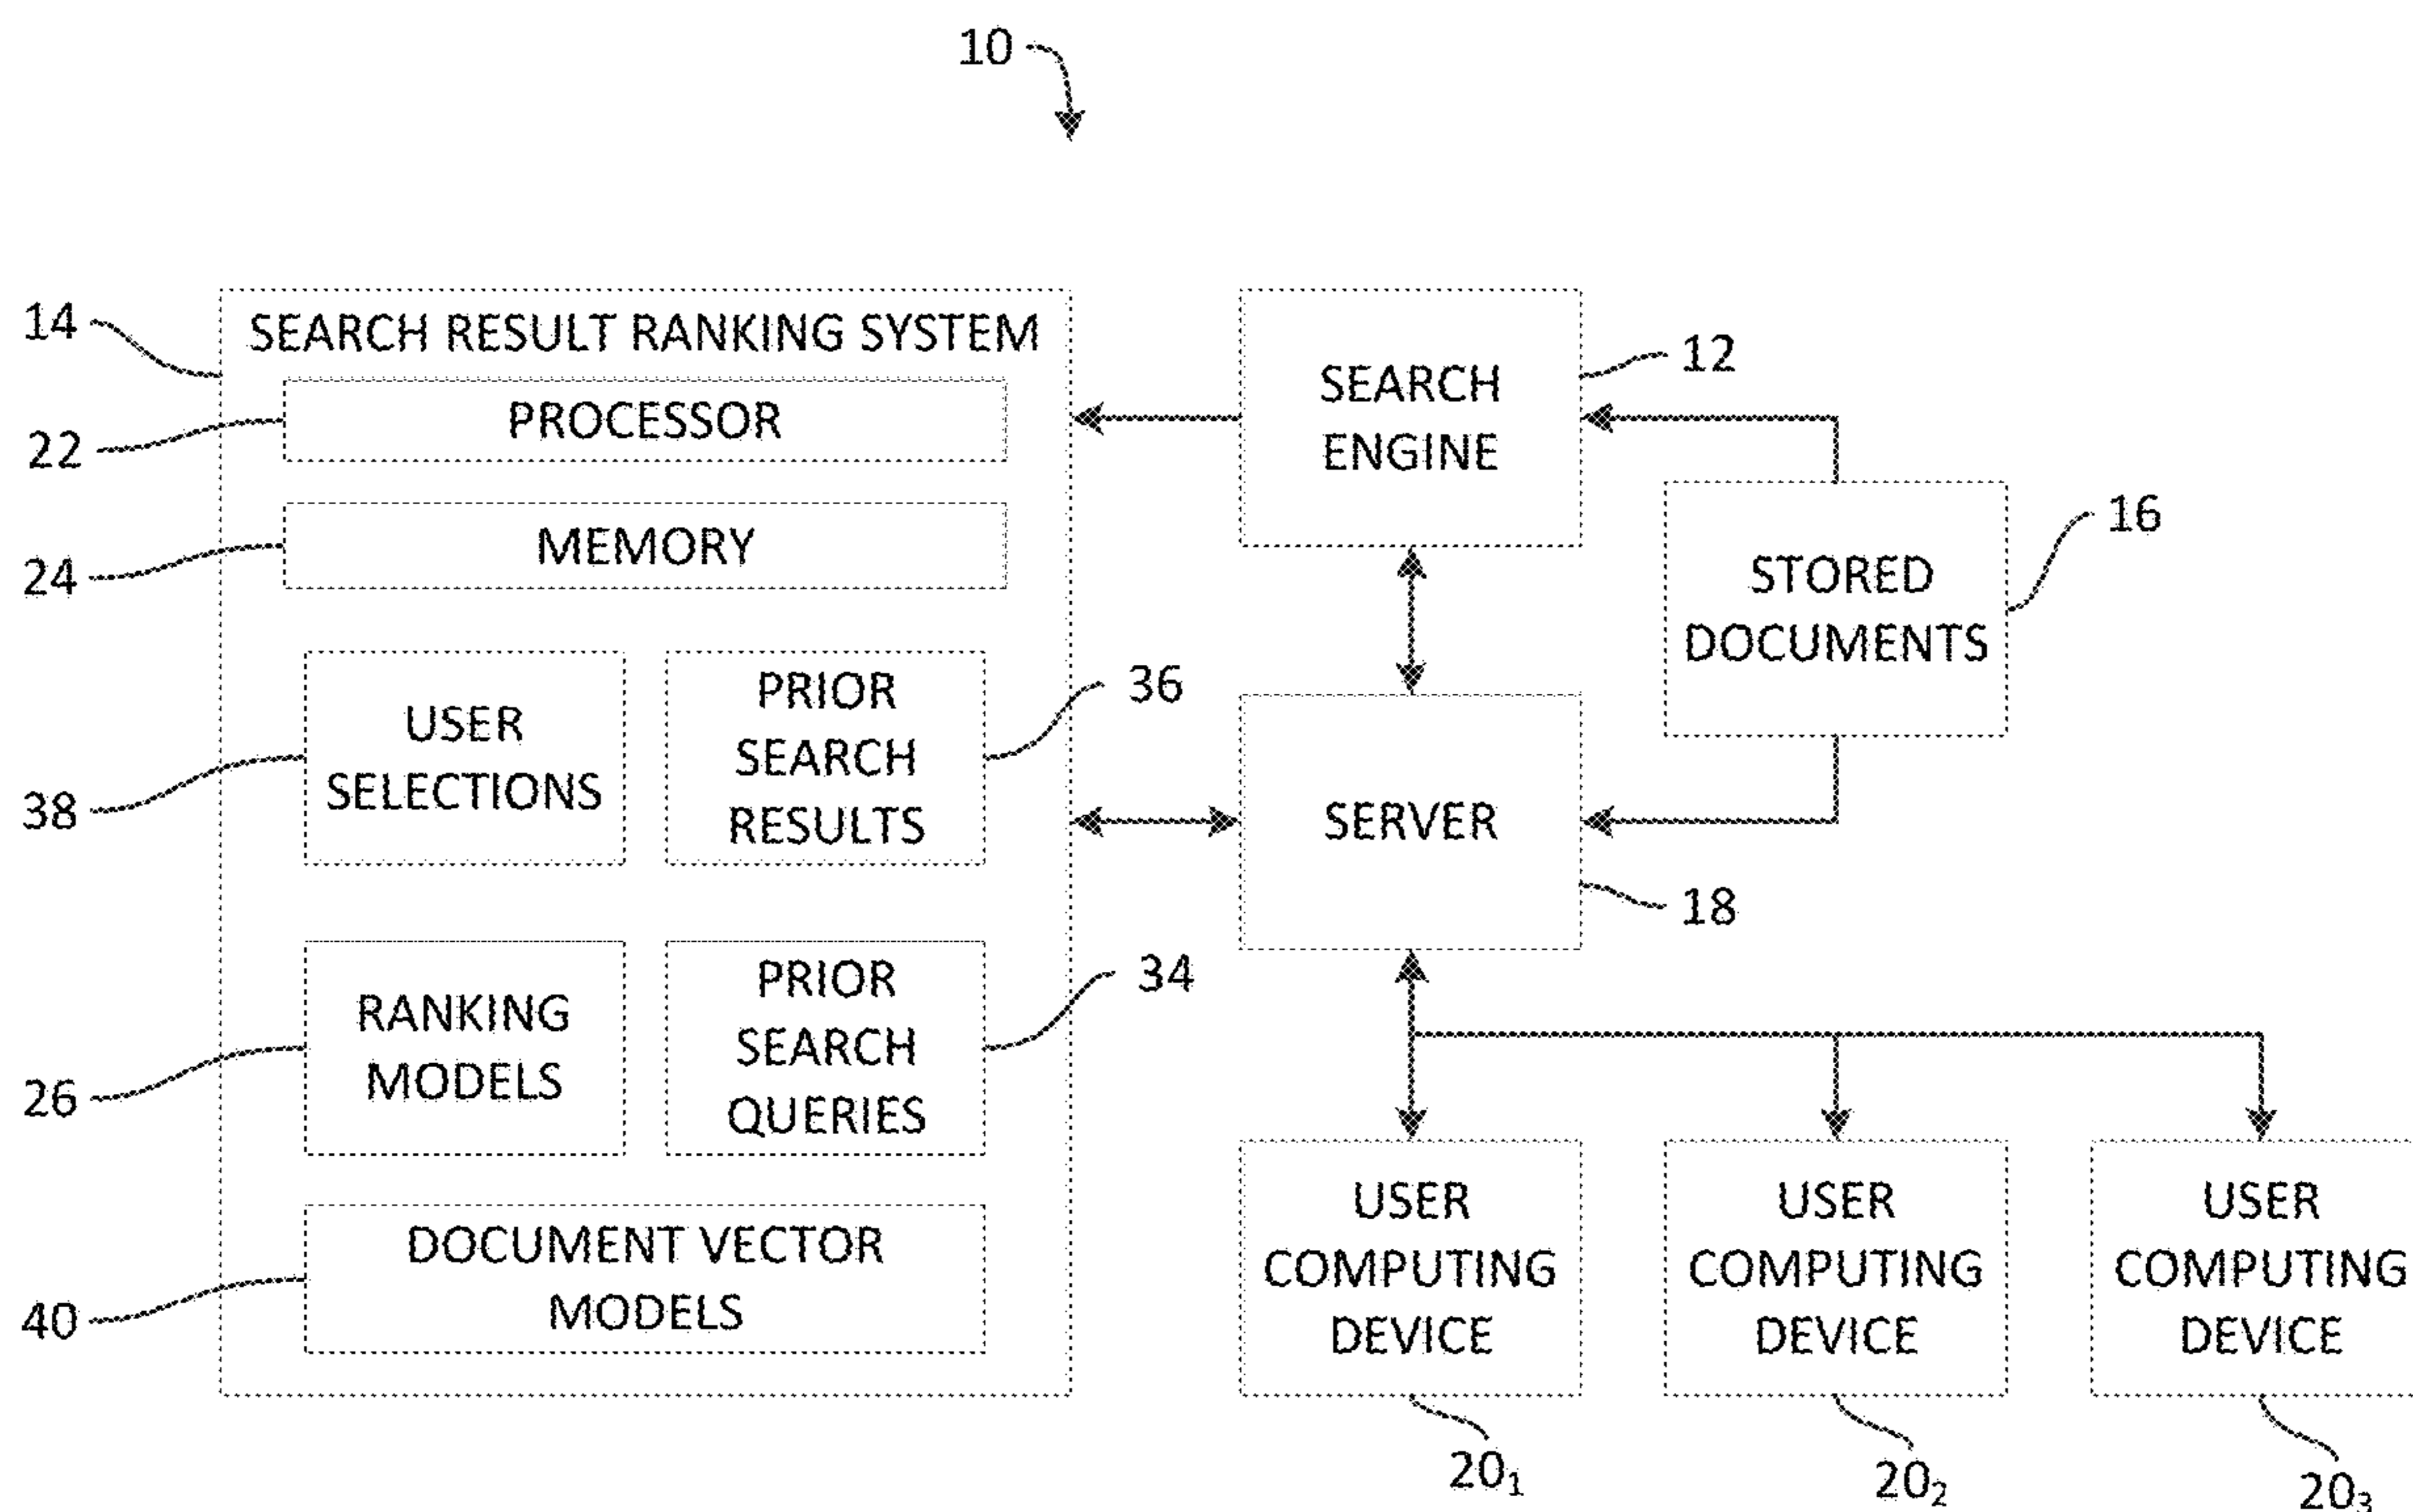 10
14
SEARCH RESULT RANKING SYSTEM
PROCESSOR
22
MEMORY
24
USER
SELECTIONS
38
PRIOR
SEARCH
RESULTS
36
RANKING
MODELS
26
PRIOR
SEARCH
QUERIES
34
DOCUMENT VECTOR
MODELS
40
SEARCH
ENGINE
12
STORED
DOCUMENTS
16
SERVER
18
USER
COMPUTING
DEVICE
20₁
USER
COMPUTING
DEVICE
20₂
USER
COMPUTING
DEVICE
20₃